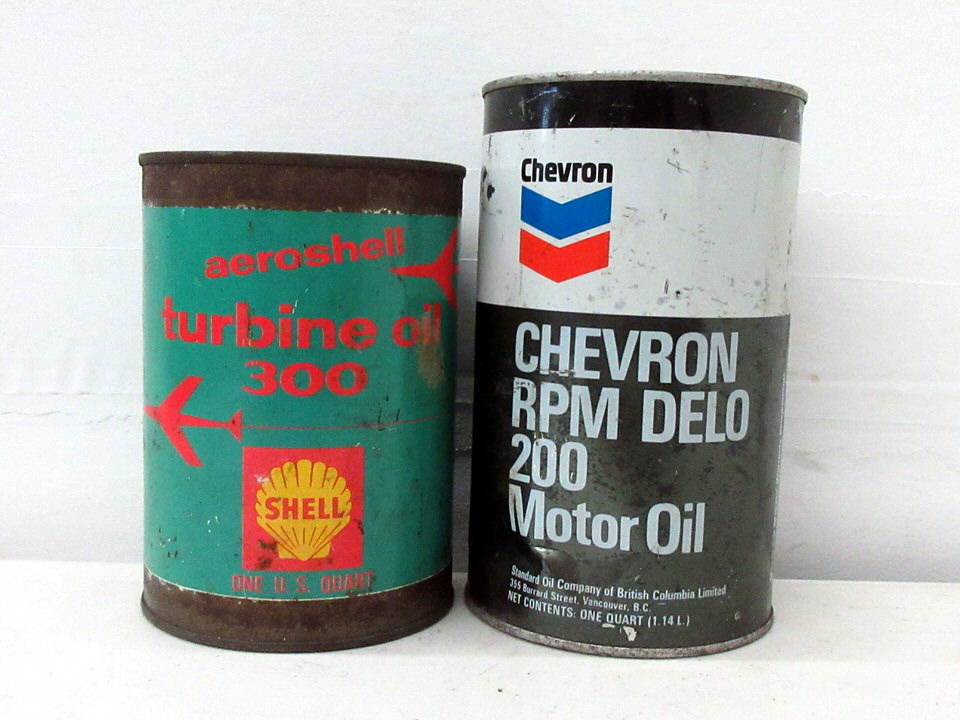 aeroshell
turbine oil
300
SHELL
ONE U.S. QUART
Chevron
CHEVRON
RPM DELO
200
Motor Oil
Standard Oil Company of British Columbia Limited
355 Burrard Street, Vancouver, B.C.
NET CONTENTS: ONE QUART (1.14 L.)